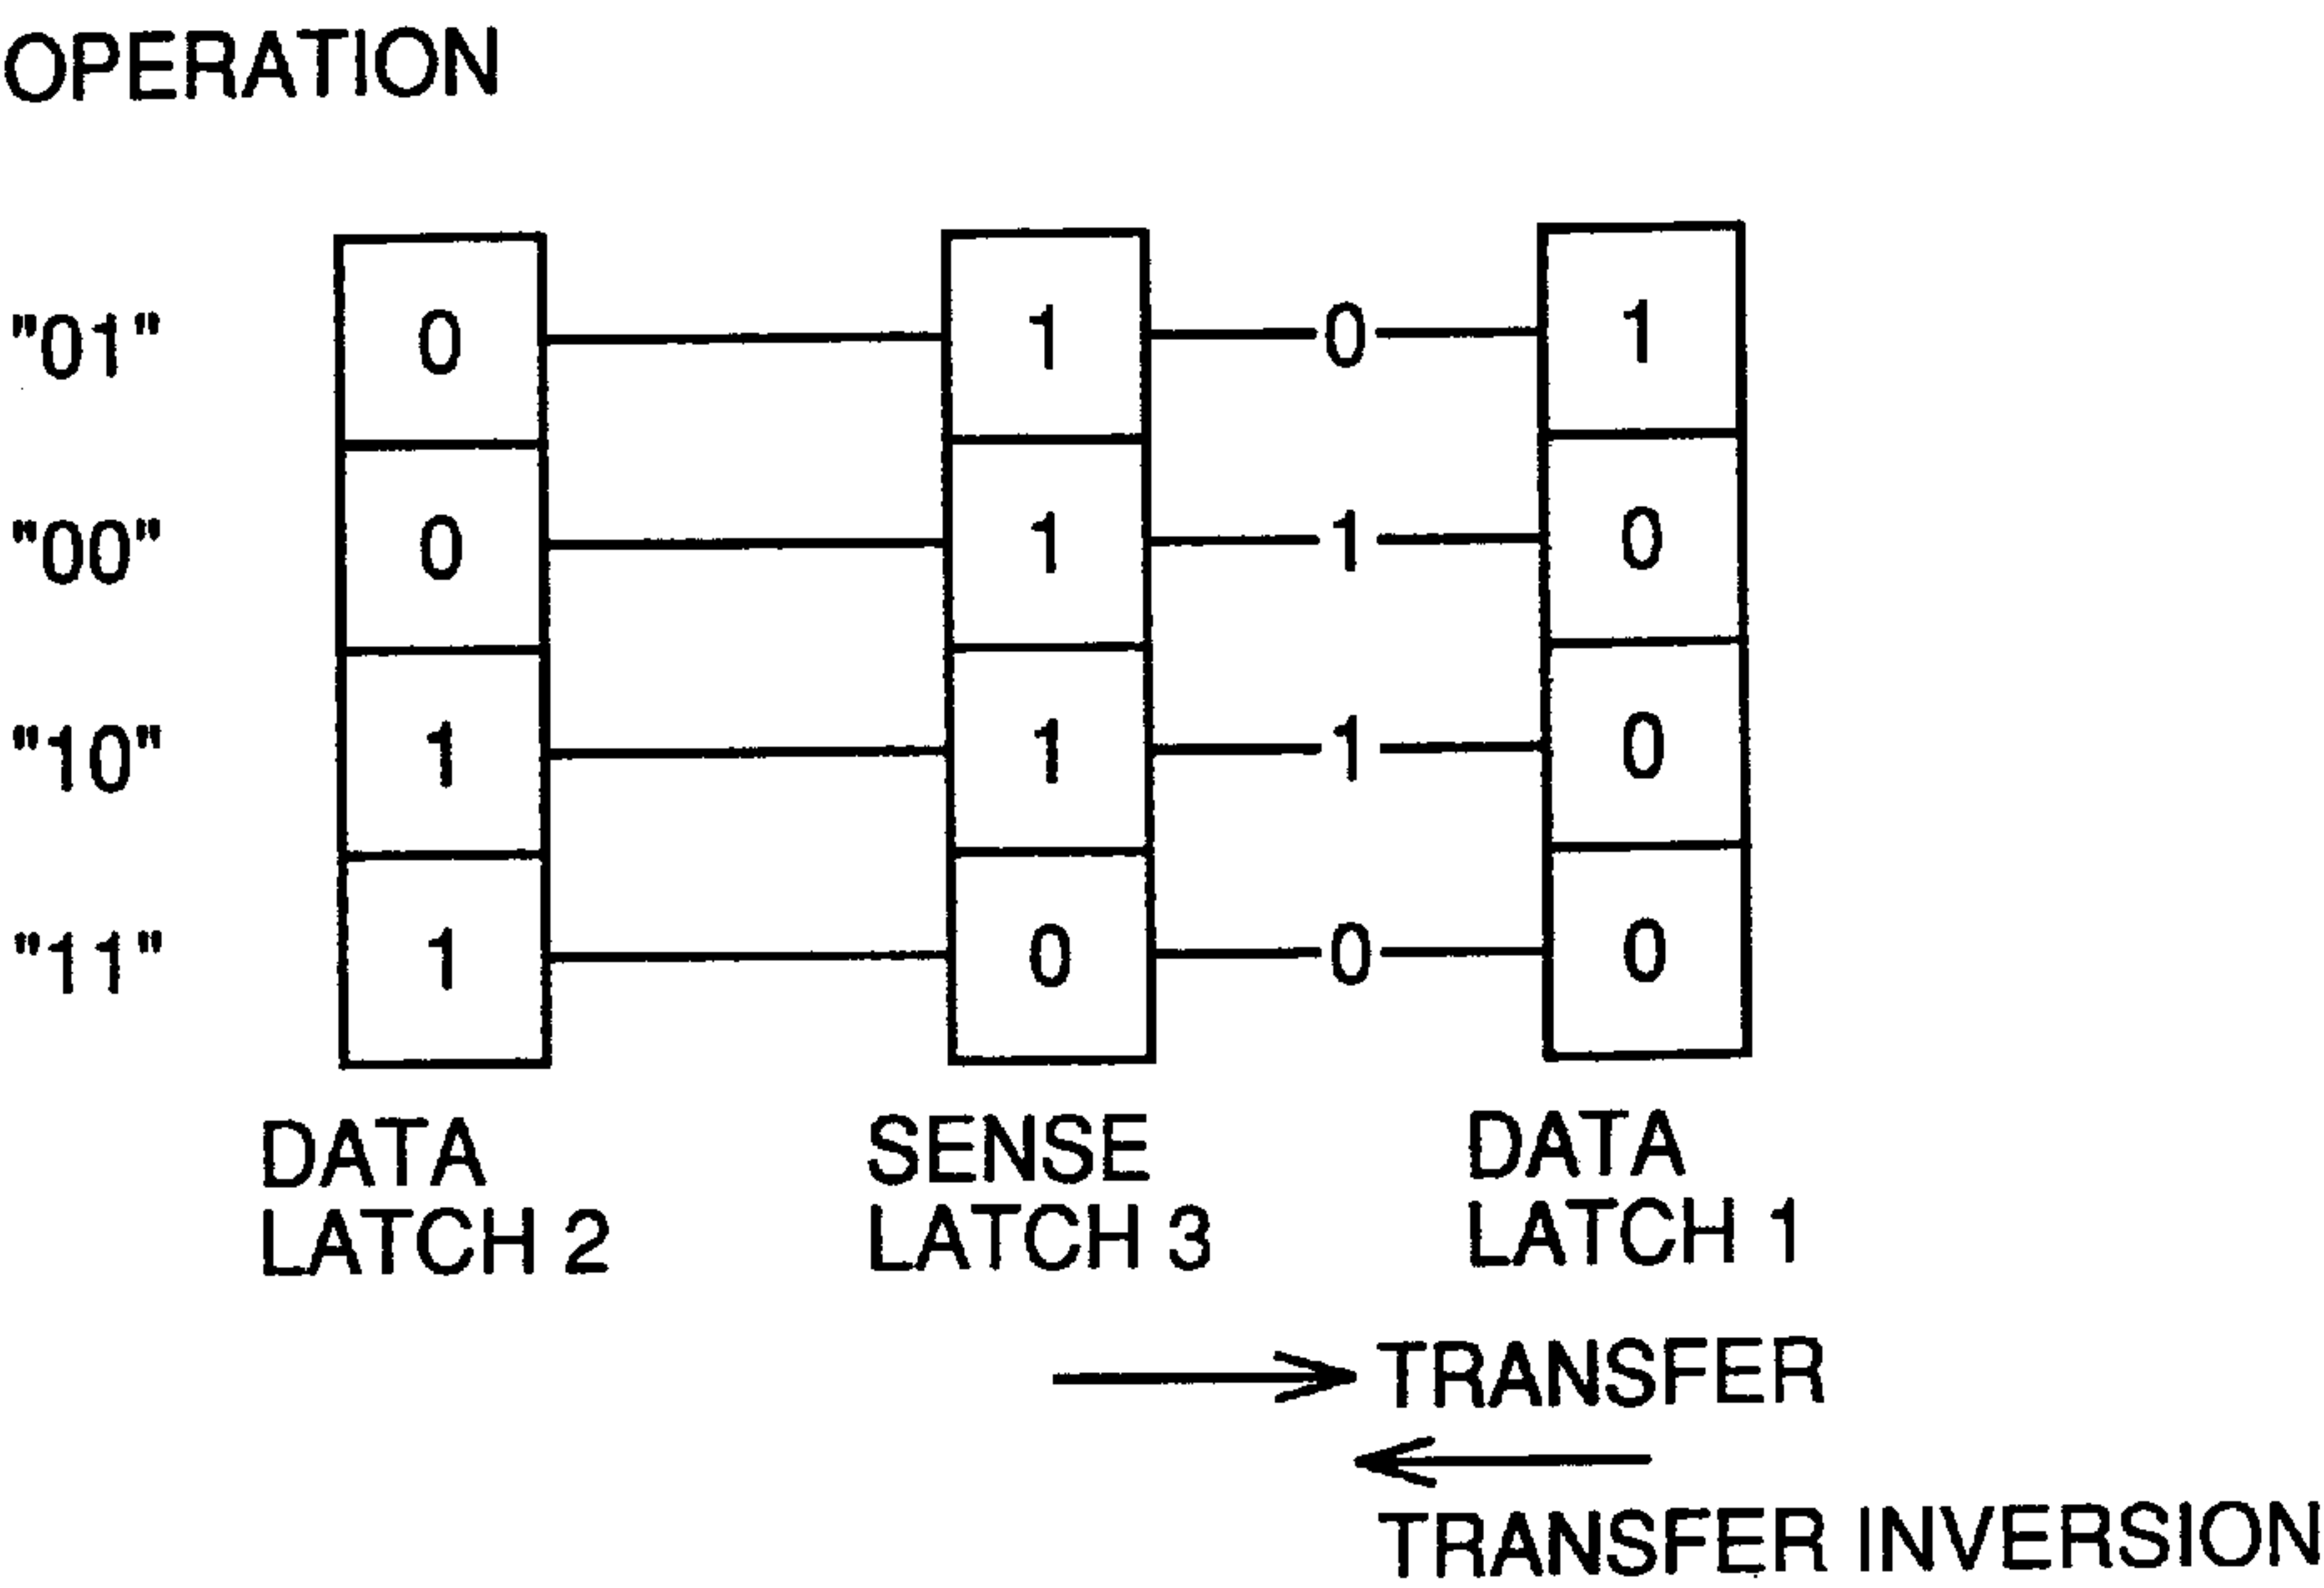 OPERATION
"01" 0 1 0 1
"00" 0 1 1 0
"10" 1 1 1 0
"11" 1 0 0 0
DATA LATCH 2 SENSE LATCH 3 DATA LATCH 1
TRANSFER
TRANSFER INVERSION